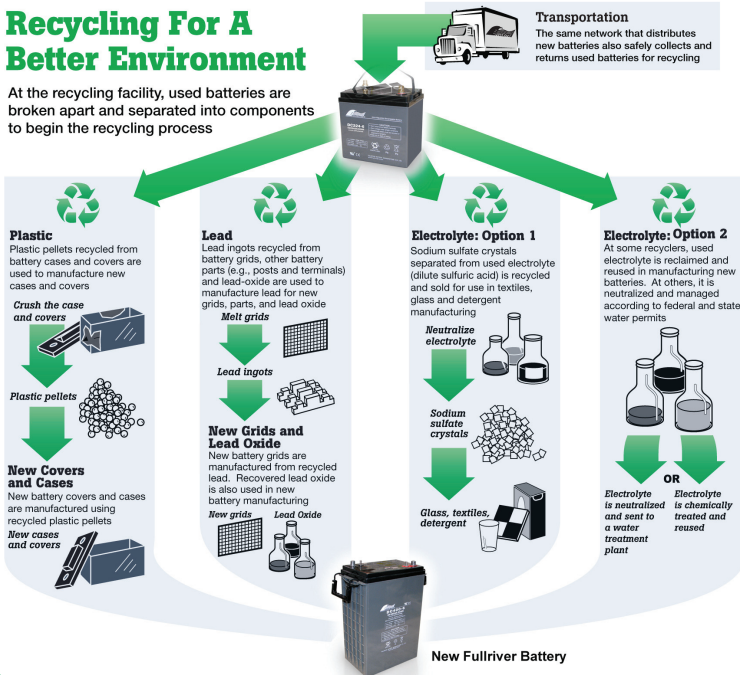 Recycling For A
Better Environment
At the recycling facility, used batteries are
broken apart and separated into components
to begin the recycling process
Transportation
The same network that distributes
new batteries also safely collects and
returns used batteries for recycling
Plastic
Plastic pellets recycled from
battery cases and covers are
used to manufacture new
cases and covers
Crush the case
and covers
Plastic pellets
New Covers
and Cases
New battery covers and cases
are manufactured using
recycled plastic pellets
New cases
and covers
Lead
Lead ingots recycled from
battery grids, other battery
parts (e.g., posts and terminals)
and lead-oxide are used to
manufacture lead for new
grids, parts, and lead oxide
Melt grids
Lead ingots
New Grids and
Lead Oxide
New battery grids are
manufactured from recycled
lead. Recovered lead oxide
is also used in new
battery manufacturing
New grids Lead Oxide
Electrolyte: Option 1
Sodium sulfate crystals
separated from used electrolyte
(dilute sulfuric acid) is recycled
and sold for use in textiles,
glass and detergent
manufacturing
Neutralize
electrolyte
Sodium
sulfate
crystals
Glass, textiles,
detergent
Electrolyte: Option 2
At some recyclers, used
electrolyte is reclaimed and
reused in manufacturing new
batteries. At others, it is
neutralized and managed
according to federal and state
water permits
OR
Electrolyte
is neutralized
and sent to
a water
treatment
plant
Electrolyte
is chemically
treated and
reused
New Fullriver Battery